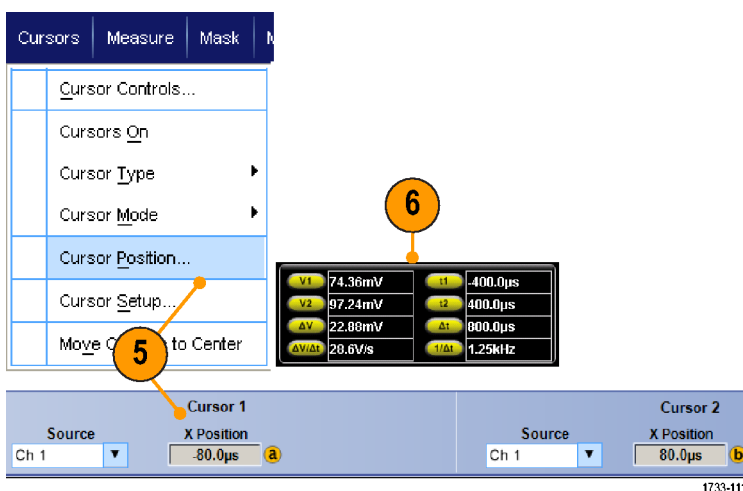 Cursors Measure Mask
Cursor Controls...
Cursors On
Cursor Type
Cursor Mode
Cursor Position...
Cursor Setup...
Move C to Center
5
6
V1 74.36mV t1 -400.0µs
V2 97.24mV t2 400.0µs
ΔV 22.88mV Δt 800.0µs
ΔV/Δt 28.6V/s 1/Δt 1.25kHz
Cursor 1 Cursor 2
Source X Position Source X Position
Ch 1 -80.0µs a Ch 1 80.0µs b